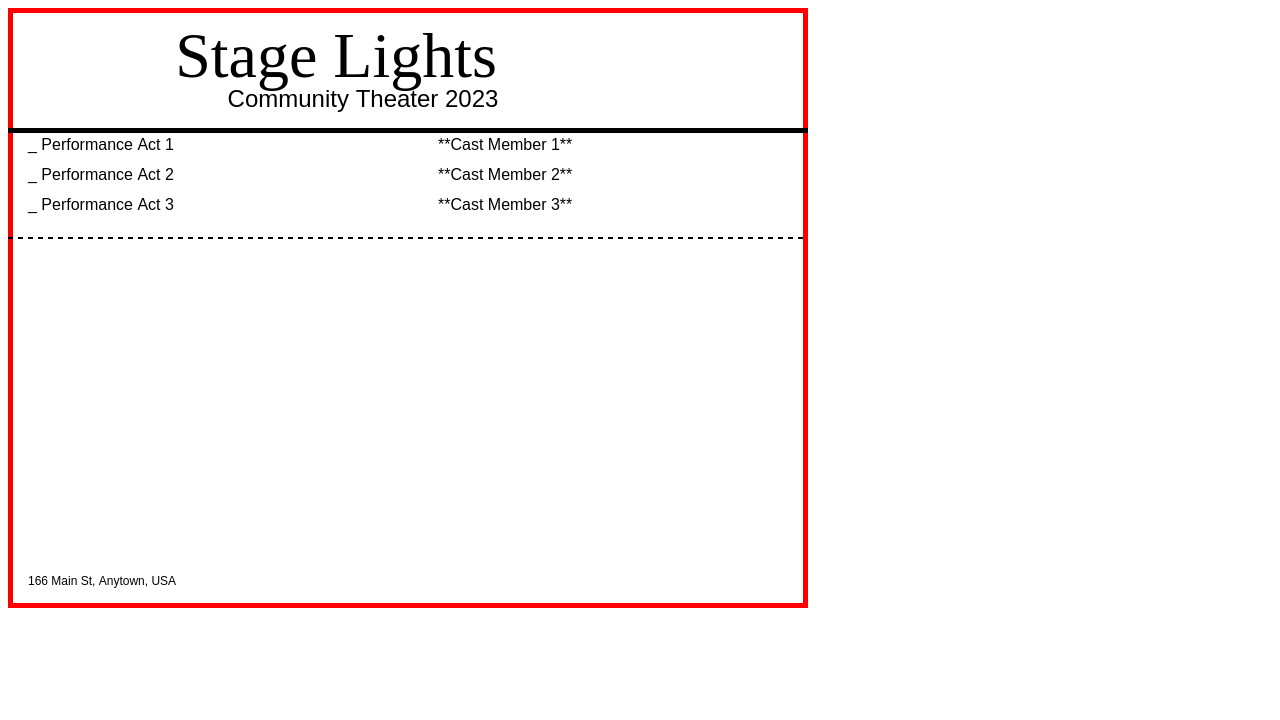 Stage Lights
Community Theater 2023
_ Performance Act 1
**Cast Member 1**
_ Performance Act 2
**Cast Member 2**
_ Performance Act 3
**Cast Member 3**
166 Main St, Anytown, USA